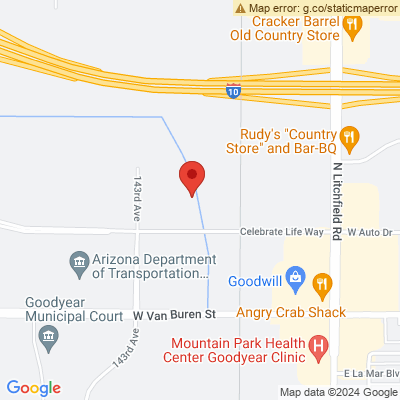 Map error: g.co/staticmaperror
Cracker Barrel
Old Country Store
10
Rudy's "Country
Store" and Bar-BQ
143rd Ave
N Litchfield Rd
Celebrate Life Way
W Auto Dr
Arizona Department
of Transportation...
Goodwill
Goodyear
Municipal Court
W Van Buren St
Angry Crab Shack
143rd Ave
Mountain Park Health
Center Goodyear Clinic
H
E La Mar Blv
Google
Map data ©2024 Google